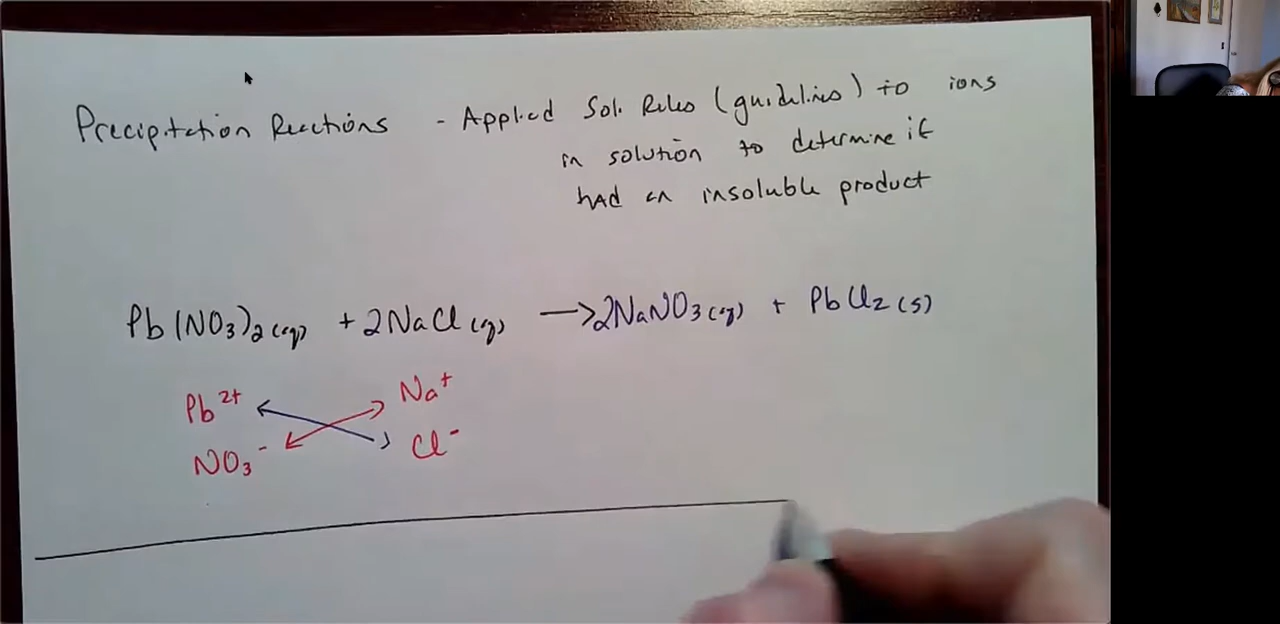 Precipitation Reactions - Applied Sol. Rules (guidelines) to ions
in solution to determine if
had an insoluble product
Pb(NO3)2(aq) + 2NaCl(aq) → 2NaNO3(aq) + PbCl2(s)
Pb2+ Na+
NO3- Cl-